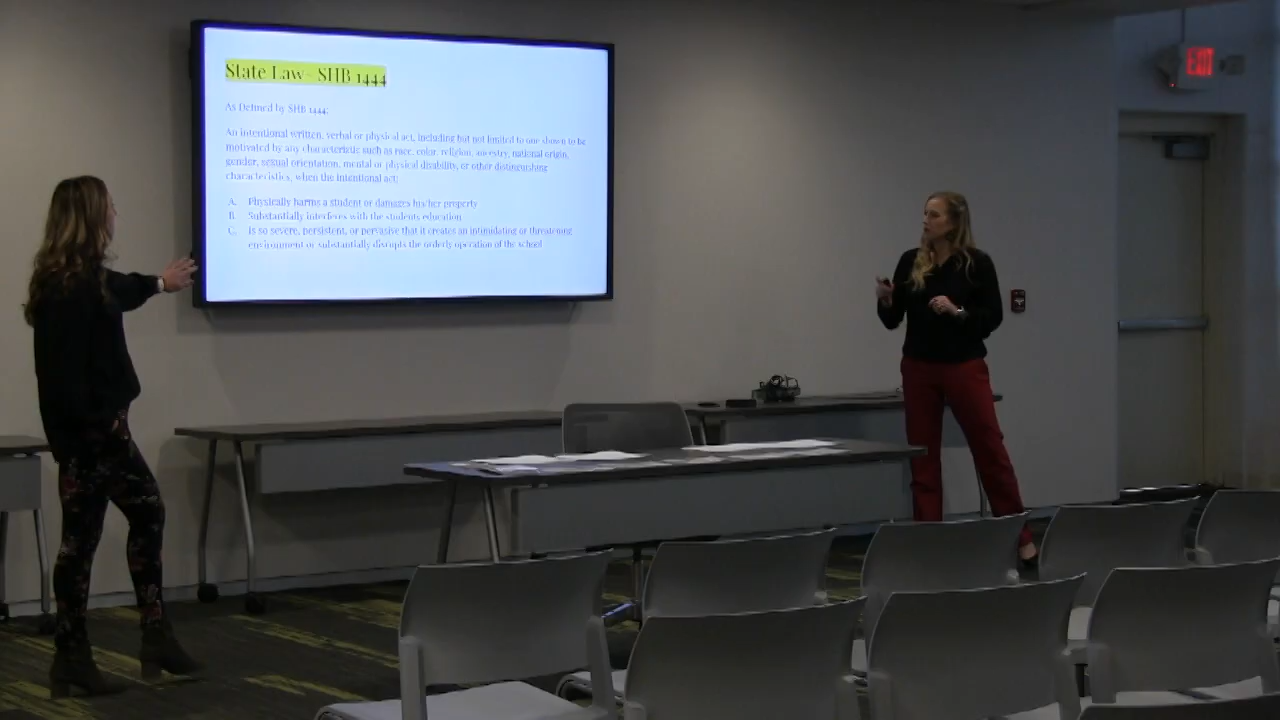 State Law- SHB 1444
As Defined by SHB 1444:
An intentional written, verbal or physical act, including but not limited to one shown to be
motivated by any characteristic such as race, color, religion, ancestry, national origin,
gender, sexual orientation, mental or physical disability, or other distinguishing
characteristics, when the intentional act:
A. Physically harms a student or damages his/her property
B. Substantially interferes with the students education
C. Is so severe, persistent, or pervasive that it creates an intimidating or threatening
environment or substantially disrupts the orderly operation of the school
EXIT